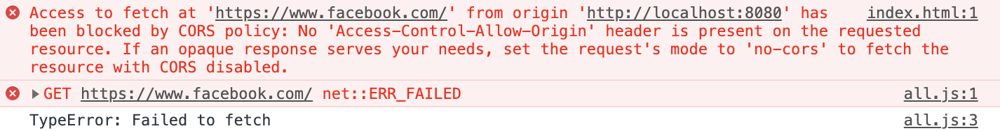 Access to fetch at 'https://www.facebook.com/' from origin 'http://localhost:8080' has index.html:1
been blocked by CORS policy: No 'Access-Control-Allow-Origin' header is present on the requested
resource. If an opaque response serves your needs, set the request's mode to 'no-cors' to fetch the
resource with CORS disabled.
GET https://www.facebook.com/ net::ERR_FAILED all.js:1
TypeError: Failed to fetch all.js:3